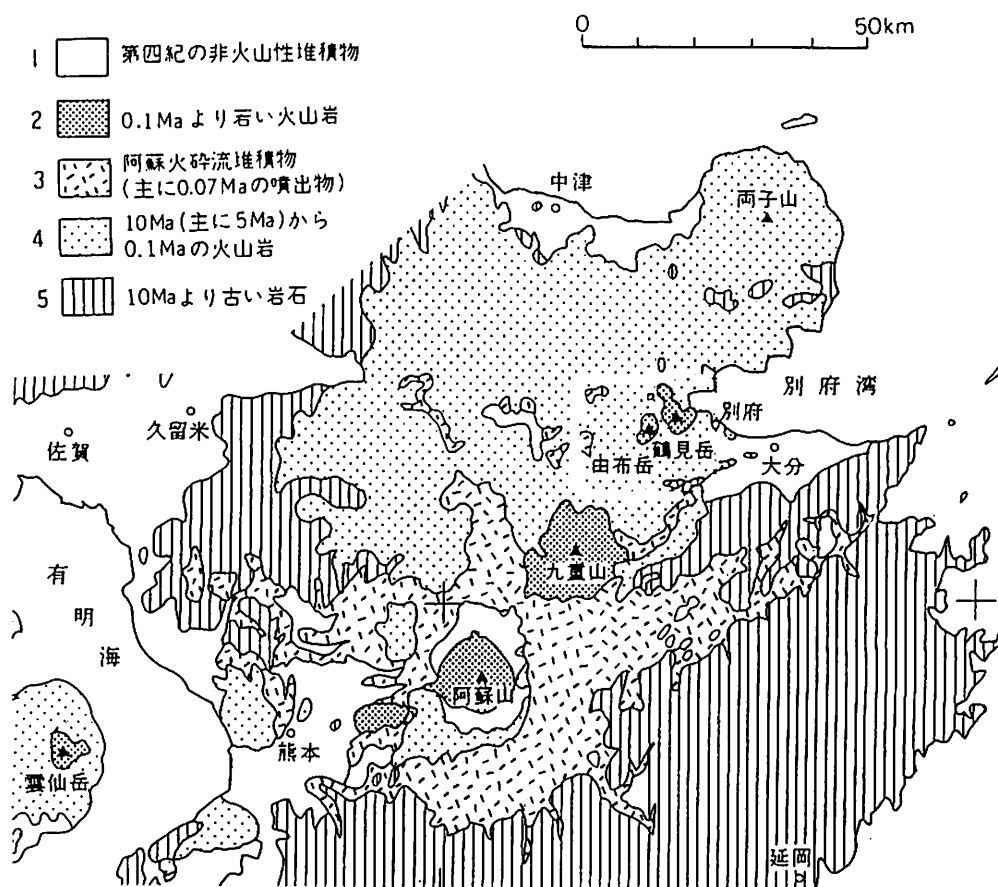 50km
0
1 第四紀の非火山性堆積物
2 0.1Maより若い火山岩
3 阿蘇火砕流堆積物
(主に0.07Maの噴出物)
4 10Ma(主に5Ma)から
0.1Maの火山岩
5 10Maより古い岩石
中津
両子山
別府湾
別府
久留米
佐賀
鶴見岳
由布岳
大分
九重山
有明海
阿蘇山
熊本
雲仙岳
延岡